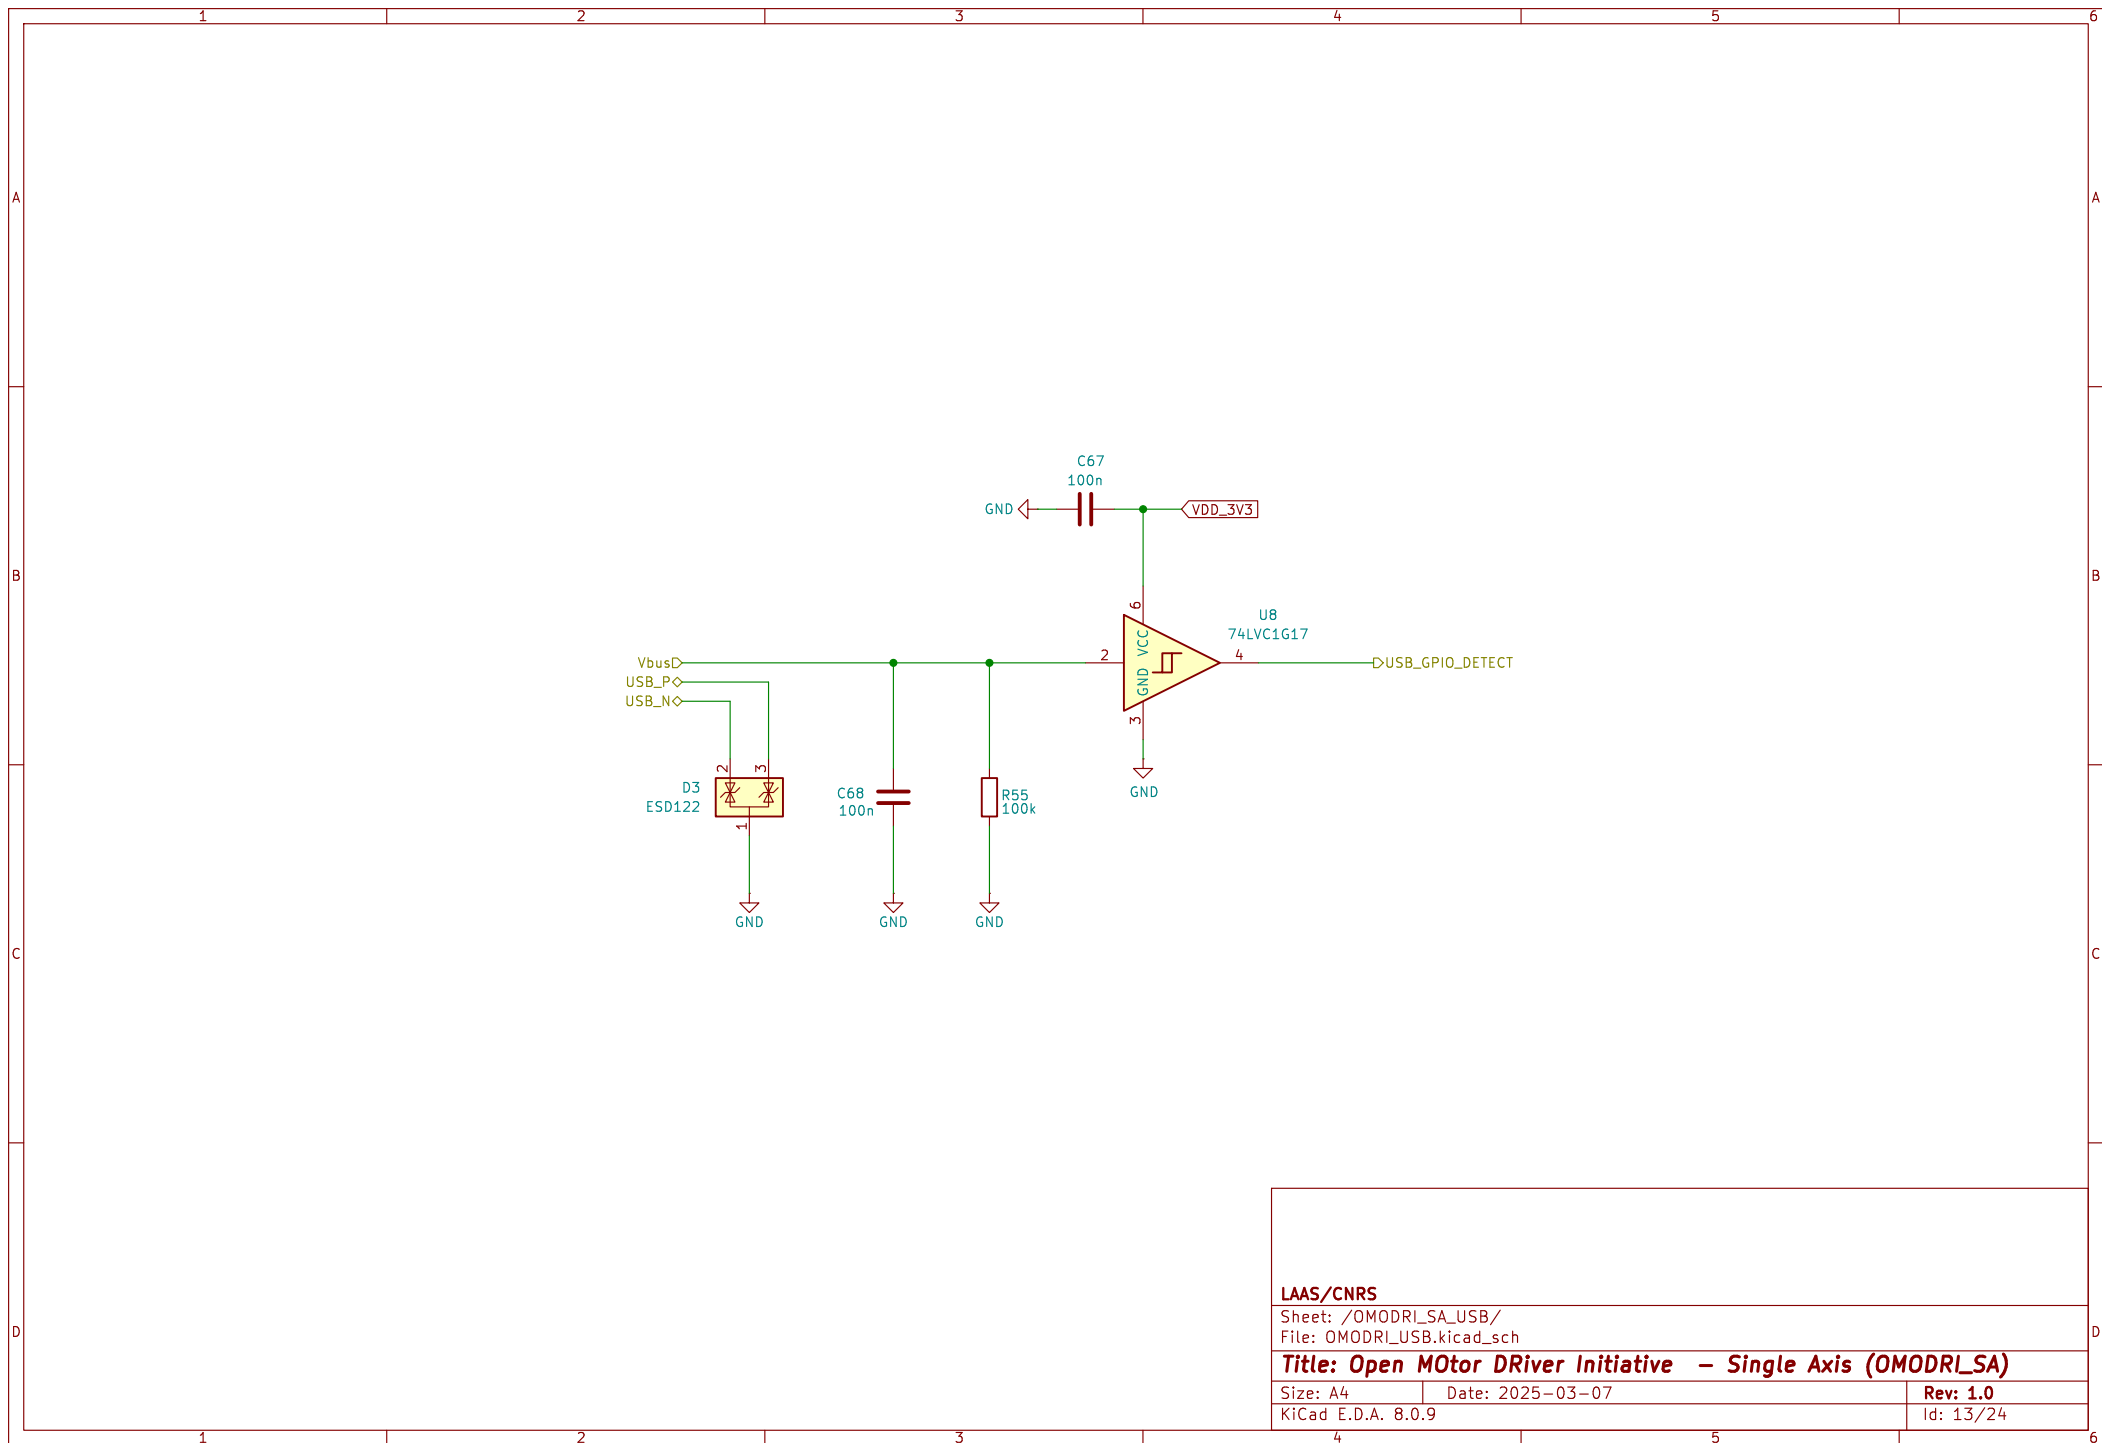 1 2 3 4 5 6
A A
C67
100n
GND VDD_3V3
B B
6
U8
74LVC1G17
VCC
GND
2
4
3
Vbus
USB_P
USB_N
USB_GPIO_DETECT
GND
2 3
D3
ESD122
1
C68
100n
R55
100k
GND GND GND
C C
LAAS/CNRS
Sheet: /OMODRI_SA_USB/
File: OMODRI_USB.kicad_sch
D D
Title: Open MOtor DRiver Initiative – Single Axis (OMODRI_SA)
Size: A4 Date: 2025-03-07 Rev: 1.0
KiCad E.D.A. 8.0.9 Id: 13/24
1 2 3 4 5 6